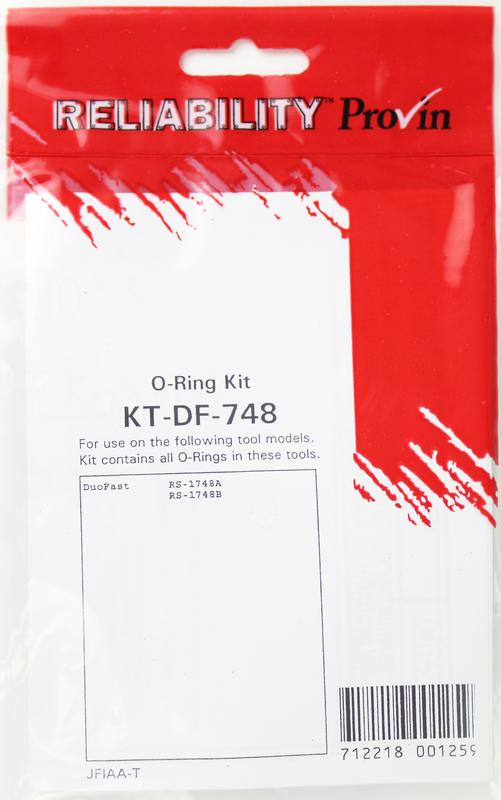 RELIABILITY™ Provin
O-Ring Kit
KT-DF-748
For use on the following tool models.
Kit contains all O-Rings in these tools.
DuoFast RS-1748A
RS-1748B
712218 001259
JFIAA-T